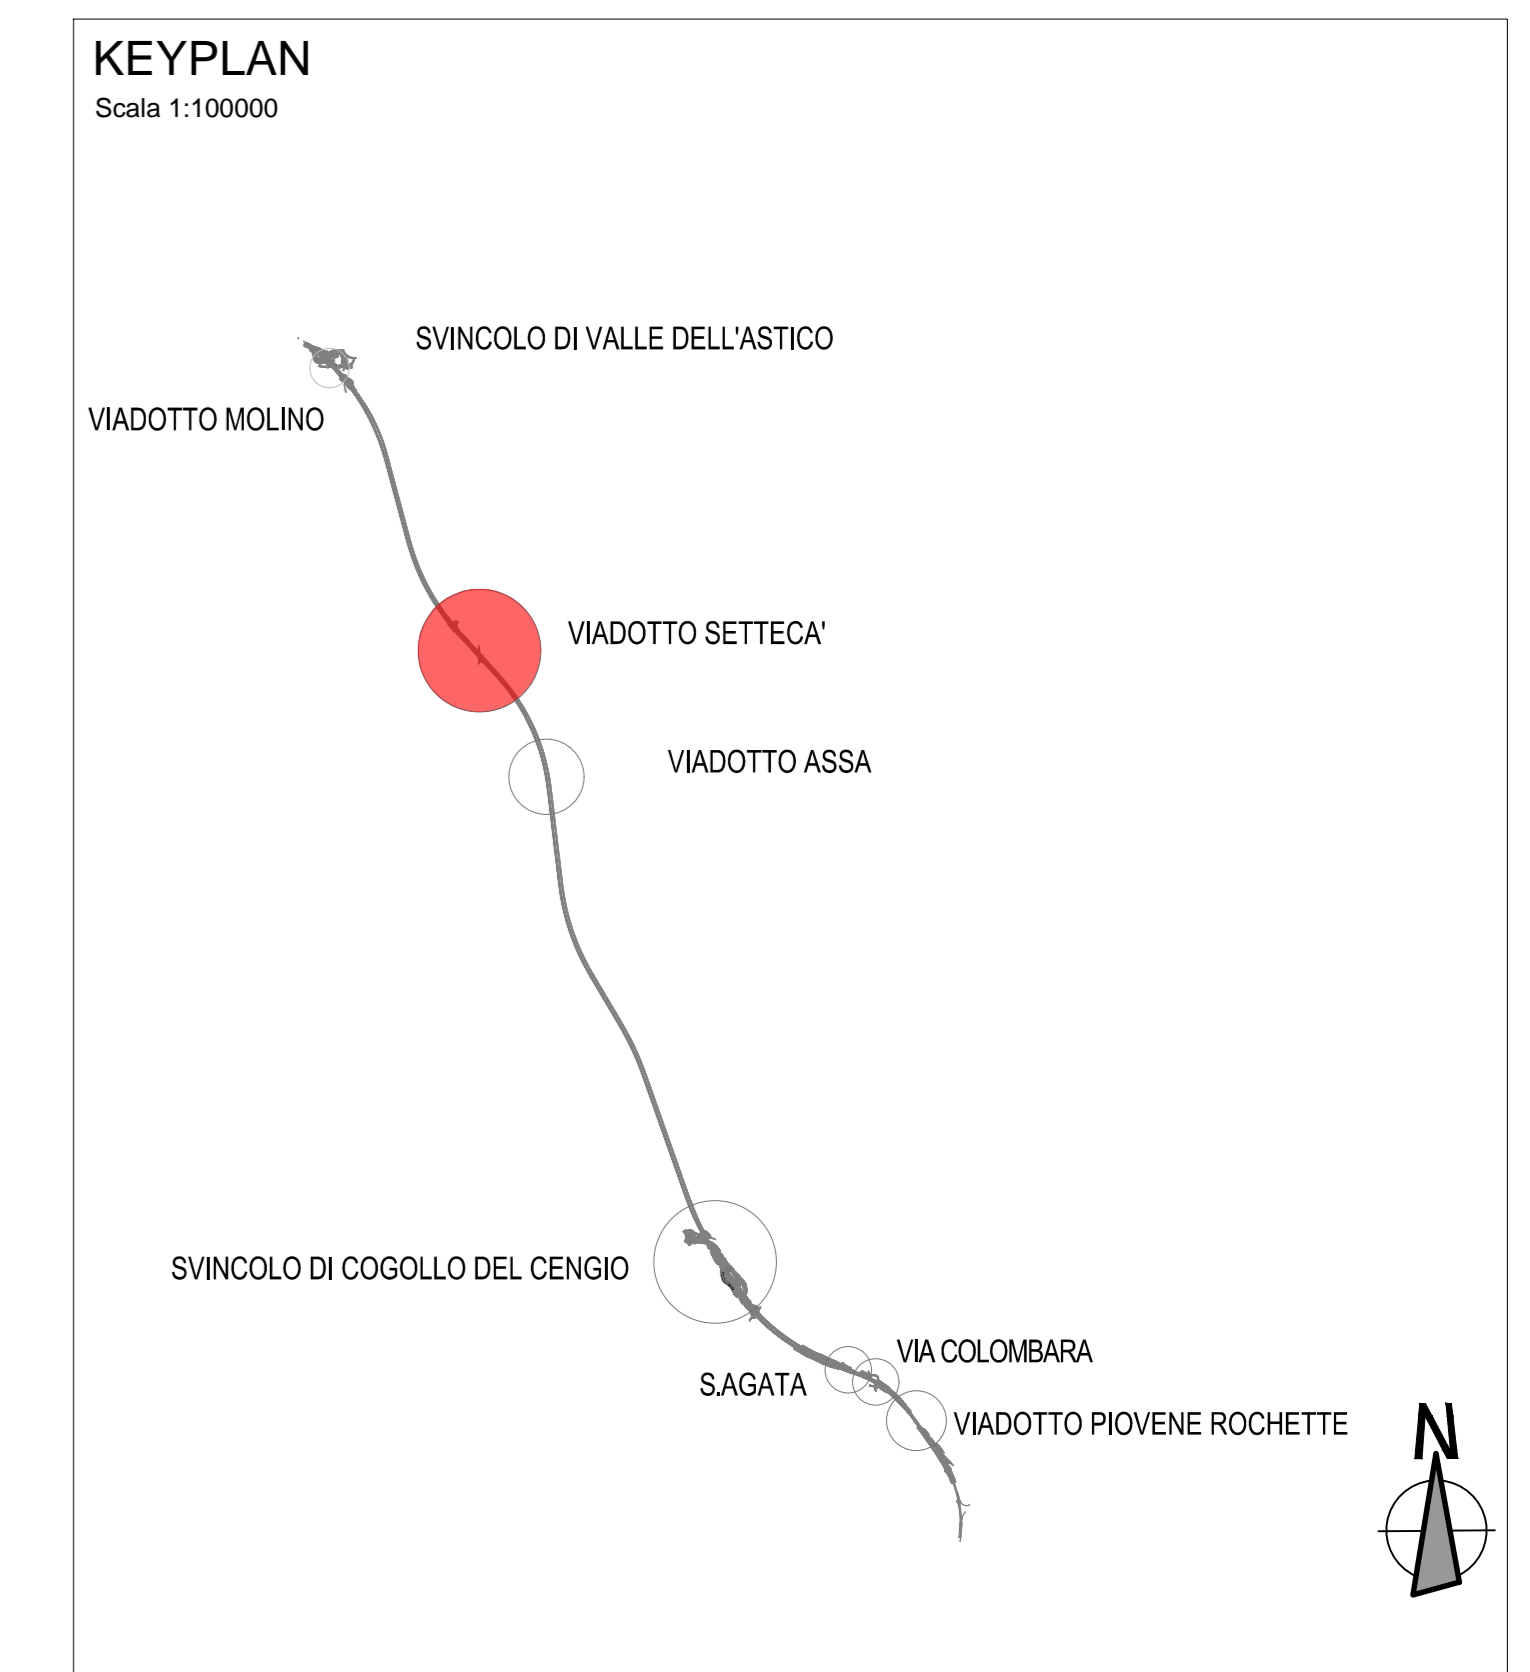 KEYPLAN
Scala 1:100000
SVINCOLO DI VALLE DELL'ASTICO
VIADOTTO MOLINO
VIADOTTO SETTECA'
VIADOTTO ASSA
SVINCOLO DI COGOLLO DEL CENGIO
VIA COLOMBARA
S.AGATA
VIADOTTO PIOVENE ROCHETTE
N